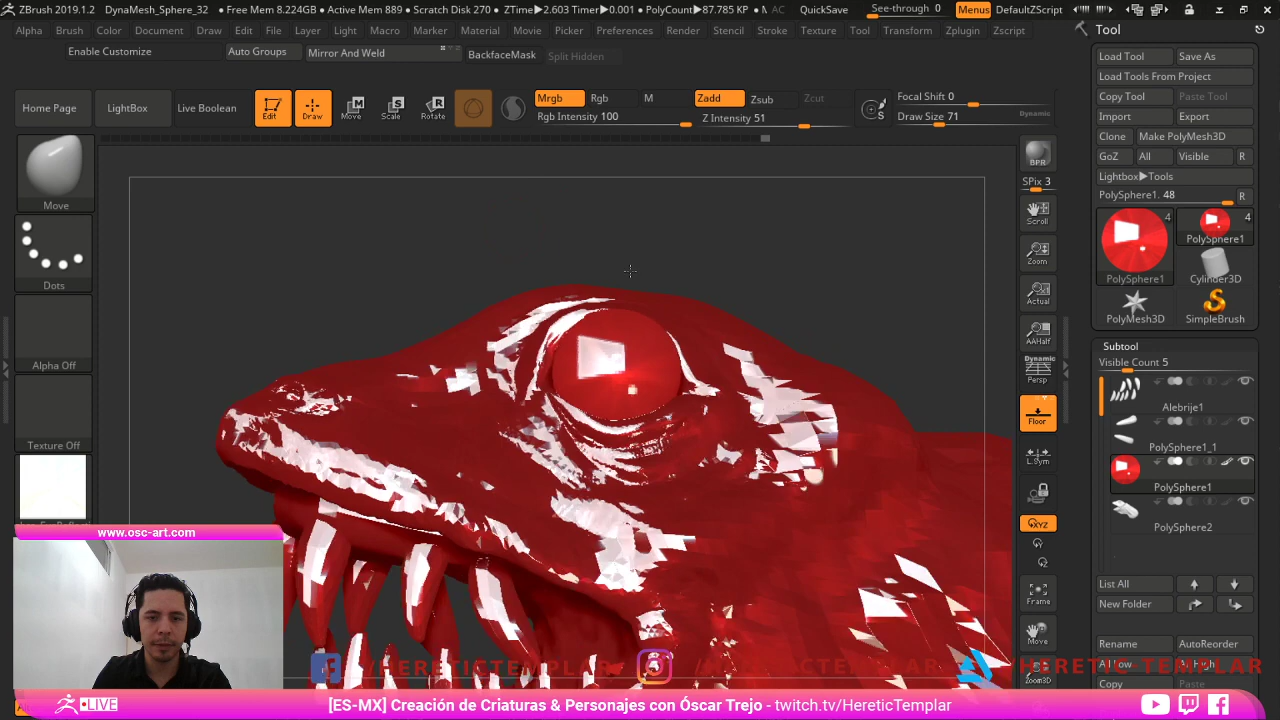 ZBrush 2019.1.2 DynaMesh_Sphere_32 • Free Mem 8.224GB • Active Mem 889 • Scratch Disk 270 • ZTime▶2.603 Timer▶0.001 • PolyCount▶87.785 KP • M AC QuickSave See-through 0 Menus DefaultZScript
Alpha Brush Color Document Draw Edit File Layer Light Macro Marker Material Movie Picker Preferences Render Stencil Stroke Texture Tool Transform Zplugin Zscript
Enable Customize Auto Groups Mirror And Weld BackfaceMask Split Hidden
Home Page LightBox Live Boolean Edit Draw Move Scale Rotate
Mrgb Rgb M Zadd Zsub Zcut
Rgb Intensity 100 Z Intensity 51
Focal Shift 0
Draw Size 71 Dynamic
Move
Dots
Alpha Off
Texture Off
BPR
SPix 3
Scroll
Zoom
Actual
AAHalf
Dynamic
Persp
Floor
L.Sym
XYZ
Frame
Move
Zoom3D
Tool
Load Tool Save As
Load Tools From Project
Copy Tool Paste Tool
Import Export
Clone Make PolyMesh3D
GoZ All Visible R
Lightbox▶Tools
PolySphere1. 48 R
4 4
PolySphere1
PolySphere1 Cylinder3D
PolyMesh3D SimpleBrush
Subtool
Visible Count 5
Alebrije1
PolySphere1_1
PolySphere1
PolySphere2
List All
New Folder
Rename AutoReorder
Copy Paste
www.osc-art.com
/HERETICTEMPLAR /HERETICTEMPLAR /HERETIC-TEMPLAR
LIVE [ES-MX] Creación de Criaturas & Personajes con Óscar Trejo - twitch.tv/HereticTemplar